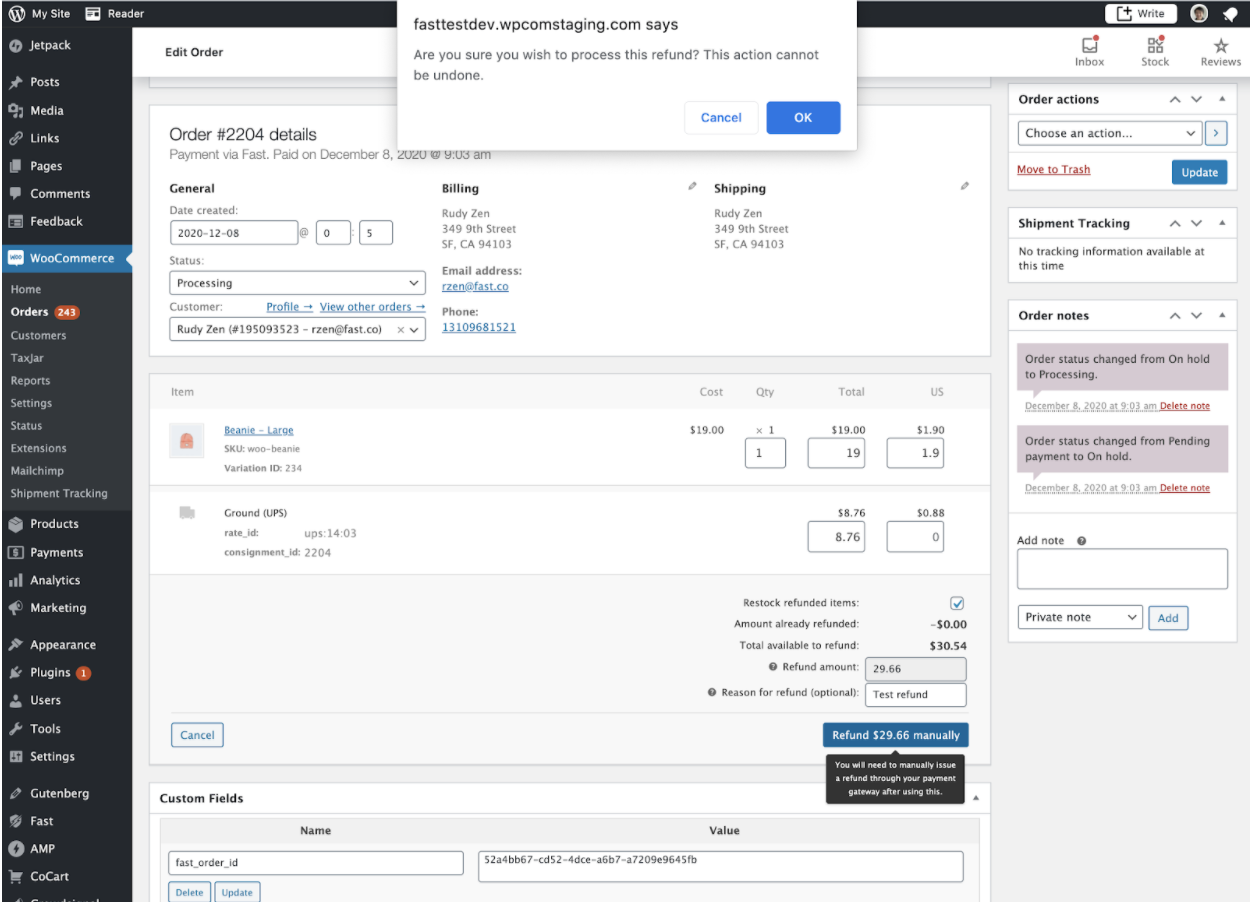 My Site
Reader
Write
fasttestdev.wpcomstaging.com says
Are you sure you wish to process this refund? This action cannot
be undone.
Cancel
OK
Jetpack
Posts
Media
Links
Pages
Comments
Feedback
WooCommerce
Home
Orders 243
Customers
TaxJar
Reports
Settings
Status
Extensions
Mailchimp
Shipment Tracking
Products
Payments
Analytics
Marketing
Appearance
Plugins 1
Users
Tools
Settings
Gutenberg
Fast
AMP
CoCart
Edit Order
Inbox
Stock
Reviews
Order #2204 details
Payment via Fast. Paid on December 8, 2020 @ 9:03 am
General
Date created:
2020-12-08 @ 0 : 5
Status:
Processing
Customer: Profile → View other orders →
Rudy Zen (#195093523 – rzen@fast.co) ×
Billing
Rudy Zen
349 9th Street
SF, CA 94103
Email address:
rzen@fast.co
Phone:
13109681521
Shipping
Rudy Zen
349 9th Street
SF, CA 94103
Item Cost Qty Total US
Beanie – Large $19.00 × 1 $19.00 $1.90
SKU: woo-beanie 1 19 1.9
Variation ID: 234
Ground (UPS) $8.76 $0.88
rate_id: ups:14:03 8.76 0
consignment_id: 2204
Restock refunded items:
Amount already refunded: –$0.00
Total available to refund: $30.54
Refund amount: 29.66
Reason for refund (optional): Test refund
Cancel
Refund $29.66 manually
You will need to manually issue
a refund through your payment
gateway after using this.
Custom Fields
Name Value
fast_order_id 52a4bb67-cd52-4dce-a6b7-a7209e9645fb
Delete Update
Order actions
Choose an action...
Move to Trash
Update
Shipment Tracking
No tracking information available at
this time
Order notes
Order status changed from On hold
to Processing.
December 8, 2020 at 9:03 am Delete note
Order status changed from Pending
payment to On hold.
December 8, 2020 at 9:03 am Delete note
Add note
Private note
Add